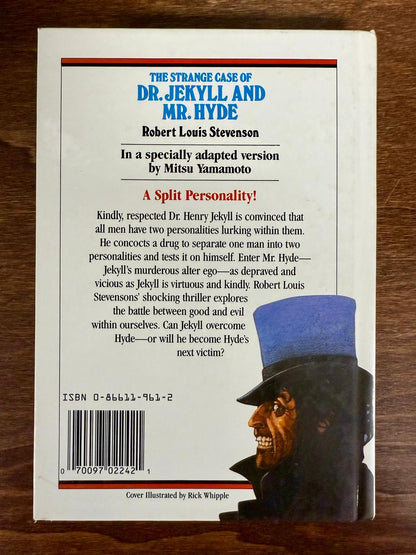 THE STRANGE CASE OF
DR. JEKYLL AND
MR. HYDE
Robert Louis Stevenson
In a specially adapted version
by Mitsu Yamamoto
A Split Personality!
Kindly, respected Dr. Henry Jekyll is convinced that
all men have two personalities lurking within them.
He concocts a drug to separate one man into two
personalities and tests it on himself. Enter Mr. Hyde—
Jekyll's murderous alter ego—as depraved and
vicious as Jekyll is virtuous and kindly. Robert Louis
Stevensons' shocking thriller explores
the battle between good and evil
within ourselves. Can Jekyll overcome
Hyde—or will he become Hyde's
next victim?
ISBN 0-86611-961-2
0 70097 02242 1
Cover Illustrated by Rick Whipple